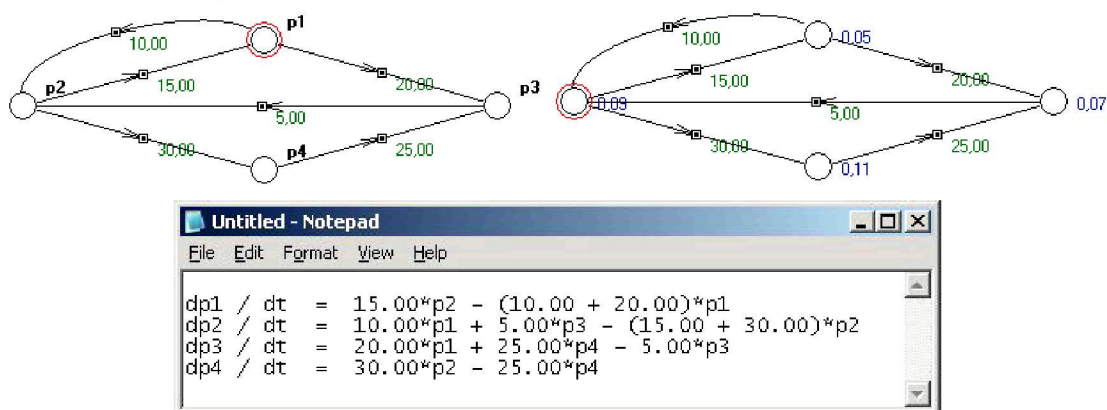 p1
10,00
p2
15,00
20,00
p3
5,00
30,00
p4
25,00
0,05
10,00
15,00
20,00
0,09
0,07
5,00
30,00
25,00
0,11
Untitled - Notepad
File Edit Format View Help
dp1 / dt = 15.00*p2 - (10.00 + 20.00)*p1
dp2 / dt = 10.00*p1 + 5.00*p3 - (15.00 + 30.00)*p2
dp3 / dt = 20.00*p1 + 25.00*p4 - 5.00*p3
dp4 / dt = 30.00*p2 - 25.00*p4